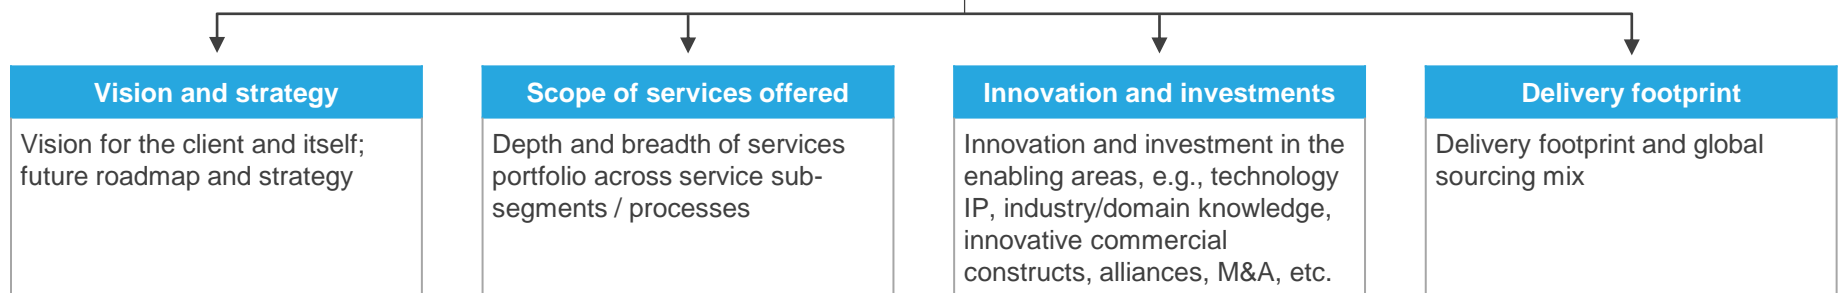 Vision and strategy
Vision for the client and itself;
future roadmap and strategy
Scope of services offered
Depth and breadth of services
portfolio across service sub-
segments / processes
Innovation and investments
Innovation and investment in the
enabling areas, e.g., technology
IP, industry/domain knowledge,
innovative commercial
constructs, alliances, M&A, etc.
Delivery footprint
Delivery footprint and global
sourcing mix